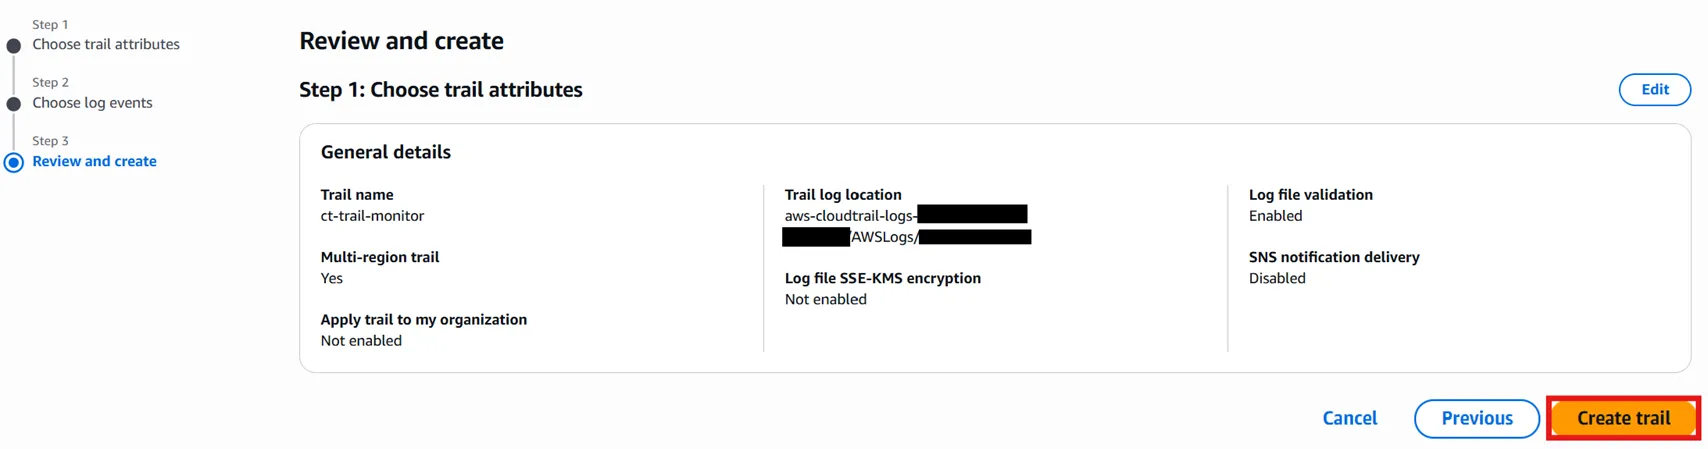 Step 1
Choose trail attributes
Step 2
Choose log events
Step 3
Review and create
Review and create
Step 1: Choose trail attributes
Edit
General details
Trail name
ct-trail-monitor
Multi-region trail
Yes
Apply trail to my organization
Not enabled
Trail log location
aws-cloudtrail-logs-
/AWSLogs/
Log file SSE-KMS encryption
Not enabled
Log file validation
Enabled
SNS notification delivery
Disabled
Cancel
Previous
Create trail